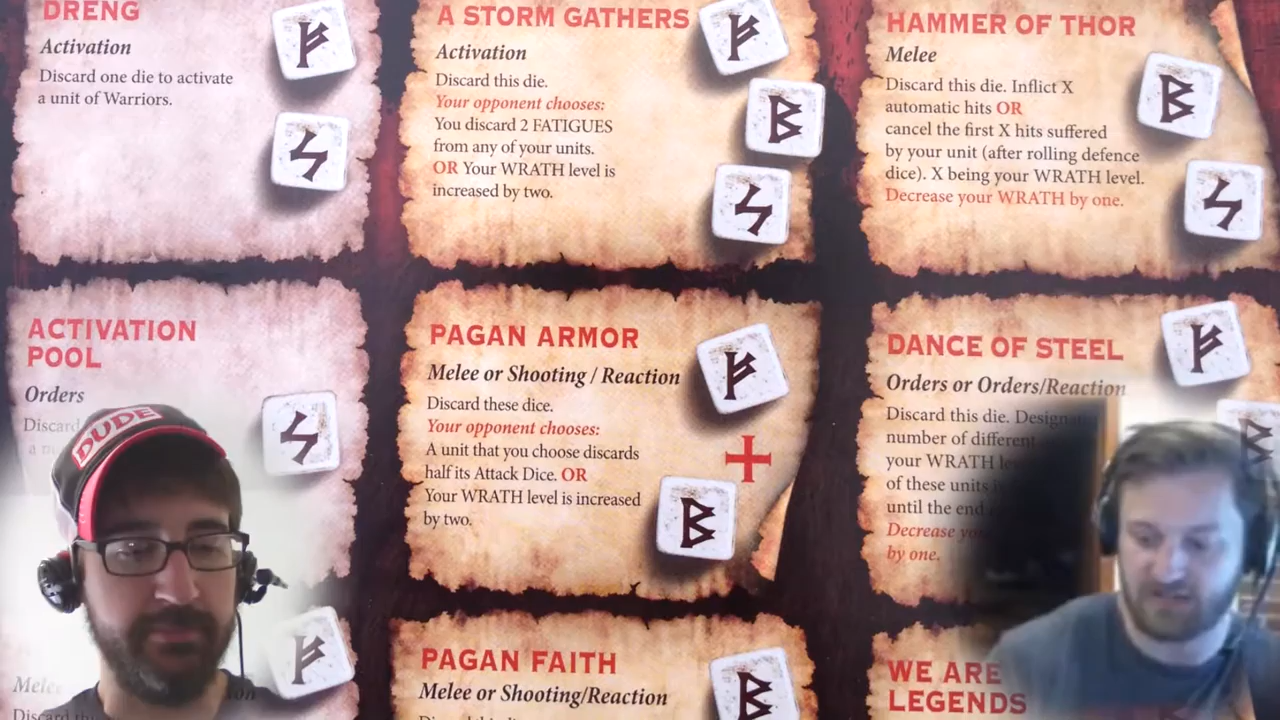 DRENG
Activation
Discard one die to activate
a unit of Warriors.
A STORM GATHERS
Activation
Discard this die.
Your opponent chooses:
You discard 2 FATIGUES
from any of your units.
OR Your WRATH level is
increased by two.
HAMMER OF THOR
Melee
Discard this die. Inflict X
automatic hits OR
cancel the first X hits suffered
by your unit (after rolling defence
dice). X being your WRATH level.
Decrease your WRATH by one.
ACTIVATION
POOL
Orders
Discard
DUDE
PAGAN ARMOR
Melee or Shooting / Reaction
Discard these dice.
Your opponent chooses:
A unit that you choose discards
half its Attack Dice. OR
Your WRATH level is increased
by two.
DANCE OF STEEL
Orders or Orders/Reaction
Discard this die.
number of different
your WRATH
of these units
until the end
Decrease
by one.
PAGAN FAITH
Melee or Shooting/Reaction
WE ARE
LEGENDS